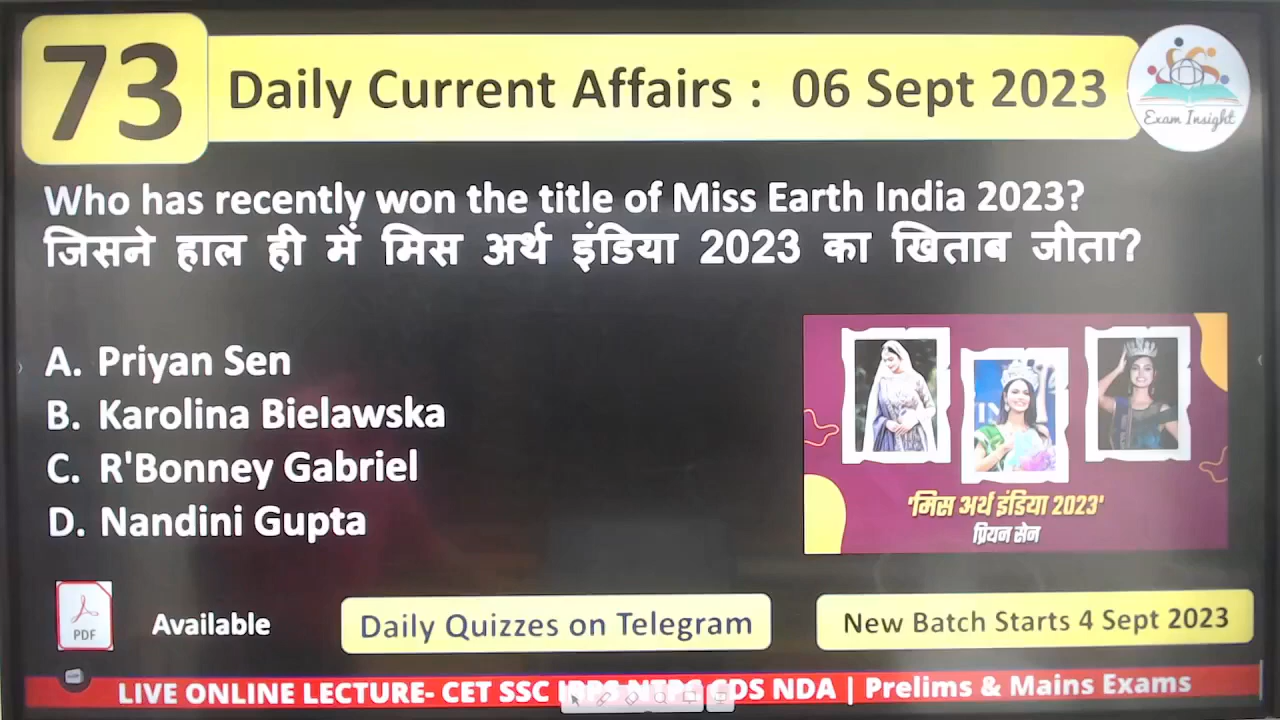 73
Daily Current Affairs : 06 Sept 2023
Exam Insight
Who has recently won the title of Miss Earth India 2023?
जिसने हाल ही में मिस अर्थ इंडिया 2023 का खिताब जीता?
A. Priyan Sen
B. Karolina Bielawska
C. R'Bonney Gabriel
D. Nandini Gupta
'मिस अर्थ इंडिया 2023'
प्रियन सेन
PDF
Available
Daily Quizzes on Telegram
New Batch Starts 4 Sept 2023
LIVE ONLINE LECTURE- CET SSC CDS NDA | Prelims & Mains Exams